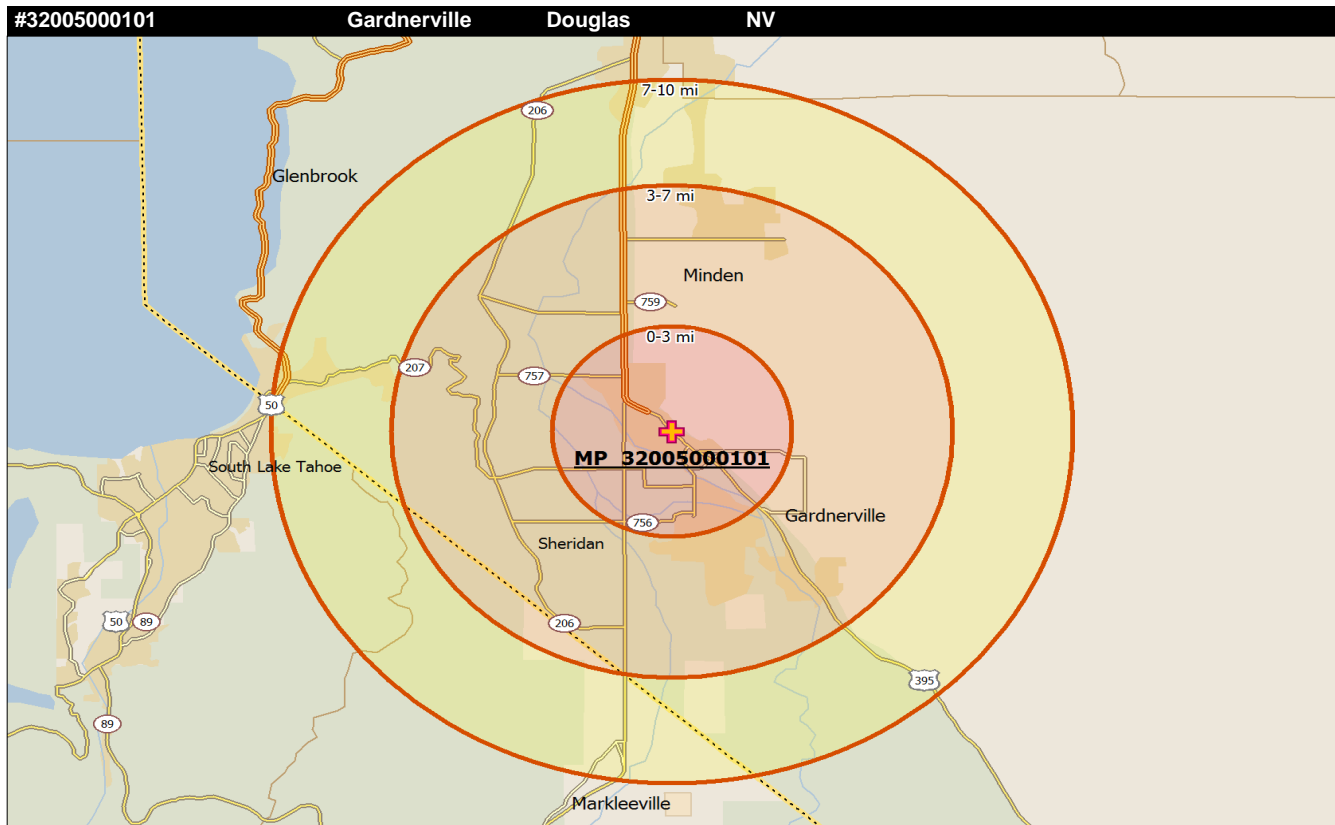 #32005000101 Gardnerville Douglas NV
7-10 mi
206
Glenbrook
3-7 mi
Minden
759
0-3 mi
207
757
50
MP 32005000101
South Lake Tahoe
Gardnerville
756
Sheridan
50
89
206
395
89
Markleeville